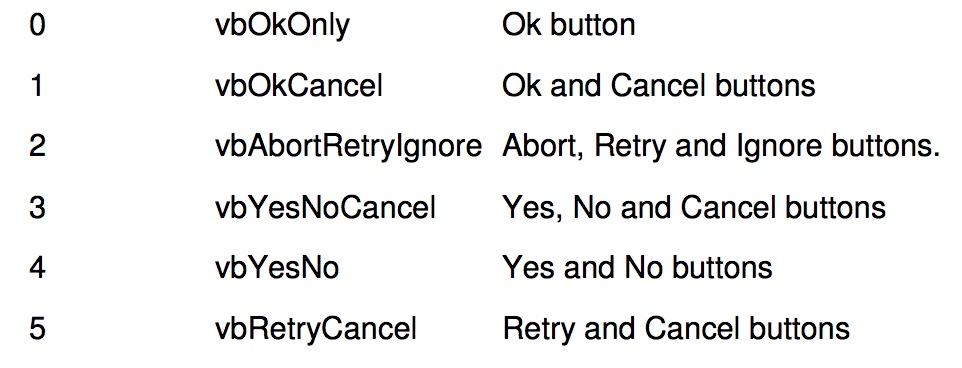 0 vbOkOnly Ok button
1 vbOkCancel Ok and Cancel buttons
2 vbAbortRetryIgnore Abort, Retry and Ignore buttons.
3 vbYesNoCancel Yes, No and Cancel buttons
4 vbYesNo Yes and No buttons
5 vbRetryCancel Retry and Cancel buttons